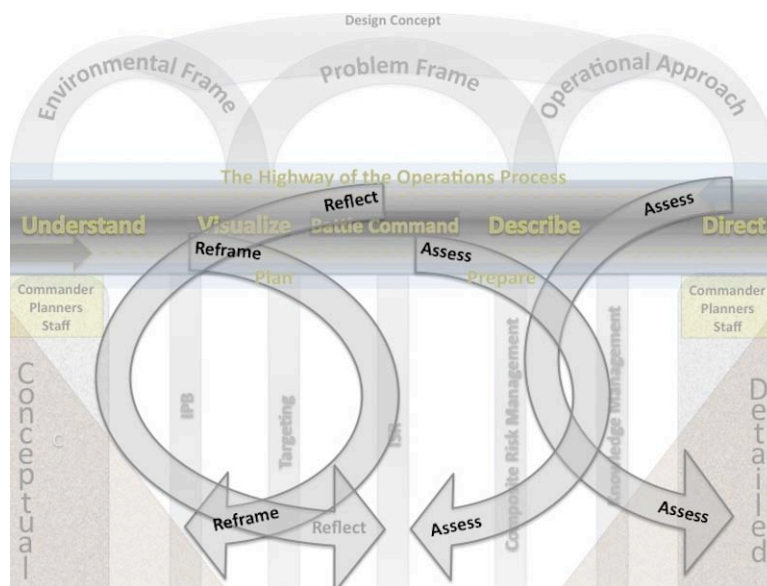 Design Concept
Environmental Frame
Problem Frame
Operational Approach
The Highway of the Operations Process
Reflect
Assess
Understand
Visualize
Battle Command
Describe
Direct
Reframe
Assess
Plan
Prepare
Commander
Planners
Staff
Commander
Planners
Staff
Conceptual
C
IPB
Targeting
ISR
Composite Risk Management
Knowledge Management
Detailed
Reframe
Reflect
Assess
Assess